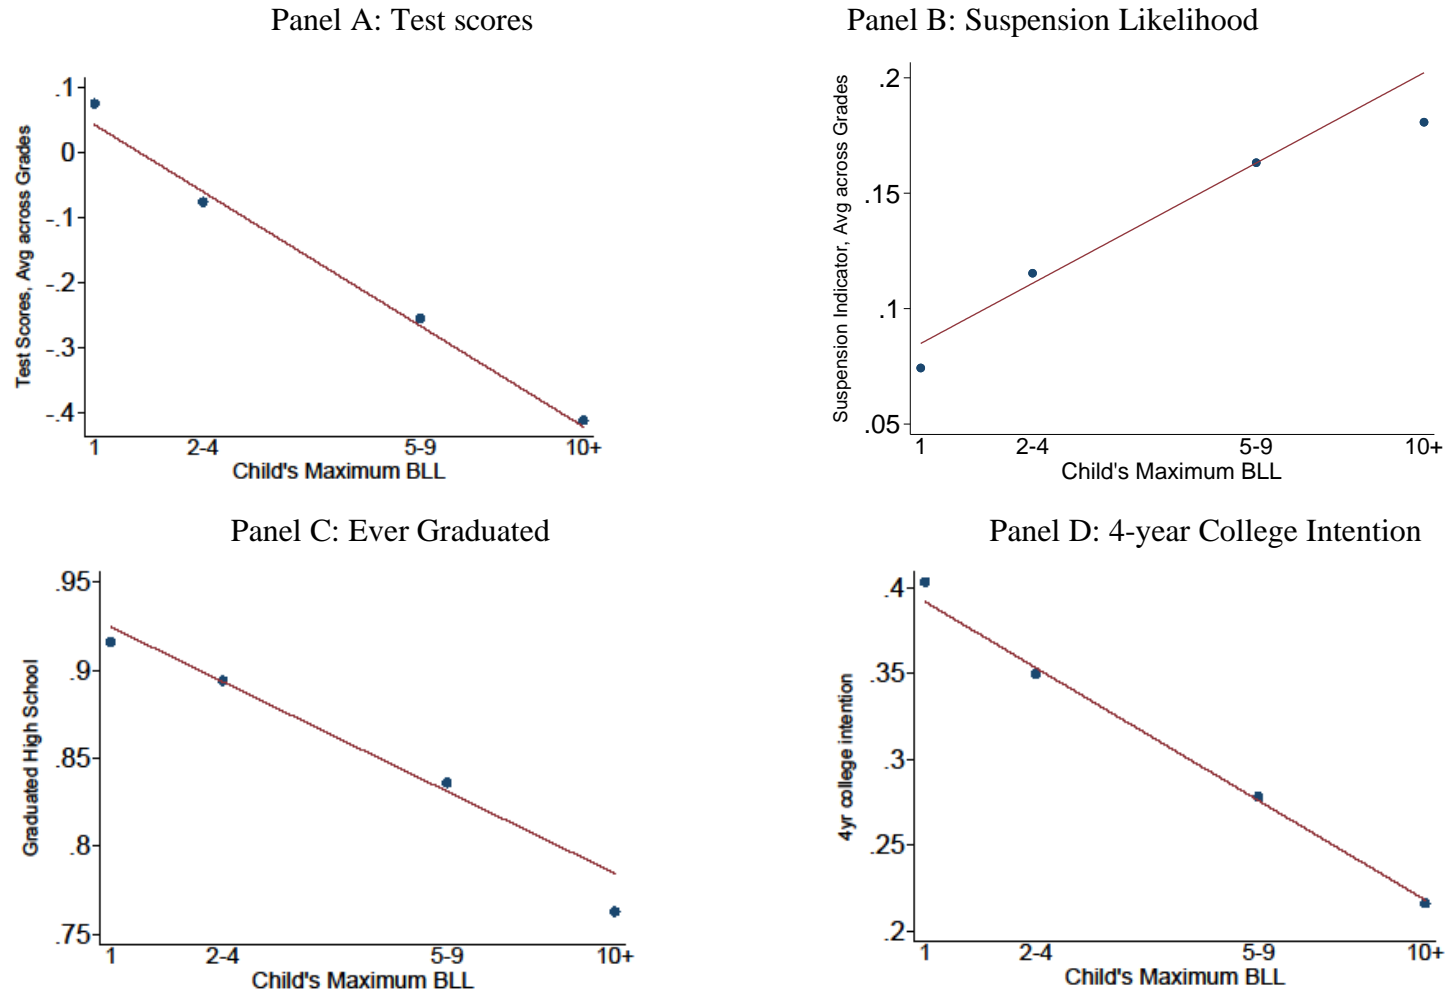 Panel A: Test scores
Test Scores, Avg across Grades
.1
0
-.1
-.2
-.3
-.4
1 2-4 5-9 10+
Child's Maximum BLL
Panel B: Suspension Likelihood
Suspension Indicator, Avg across Grades
.2
.15
.1
.05
1 2-4 5-9 10+
Child's Maximum BLL
Panel C: Ever Graduated
Graduated High School
.95
.9
.85
.8
.75
1 2-4 5-9 10+
Child's Maximum BLL
Panel D: 4-year College Intention
4yr college intention
.4
.35
.3
.25
.2
1 2-4 5-9 10+
Child's Maximum BLL